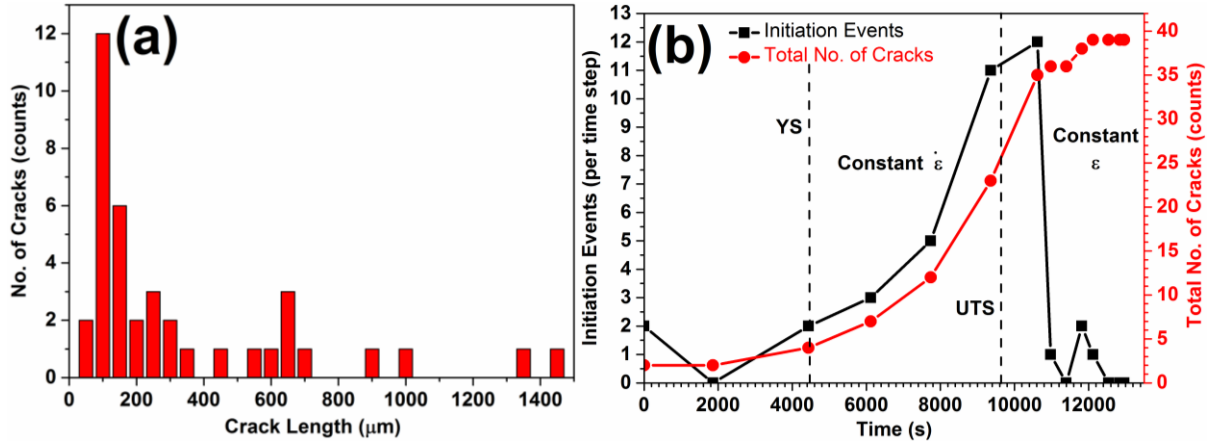 (a)
No. of Cracks (counts)
12
10
8
6
4
2
0
0 200 400 600 800 1000 1200 1400
Crack Length (μm)
(b)
Initiation Events
Total No. of Cracks
Initiation Events (per time step)
13
12
11
10
9
8
7
6
5
4
3
2
1
0
YS
Constant ε̇
UTS
Constant
ε
40
35
30
25
20
15
10
5
0
Total No. of Cracks (counts)
0 2000 4000 6000 8000 10000 12000
Time (s)